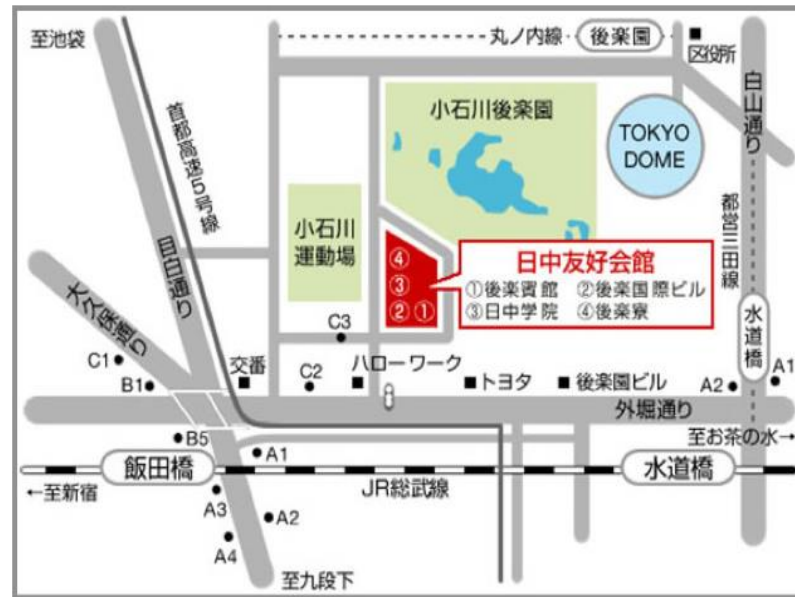 至池袋
丸ノ内線
後楽園
区役所
白山通り
首都高速5号線
小石川後楽園
TOKYO
DOME
都営三田線
目白通り
小石川
運動場
④
③
② ①
日中友好会館
①後楽賓館 ②後楽国際ビル
③日中学院 ④後楽寮
大久保通り
水道橋
C3
C1
B1
交番
C2
ハローワーク
トヨタ
後楽園ビル
A2
A1
外堀通り
B5
A1
至お茶の水→
飯田橋
水道橋
←至新宿
JR総武線
A3
A2
A4
至九段下